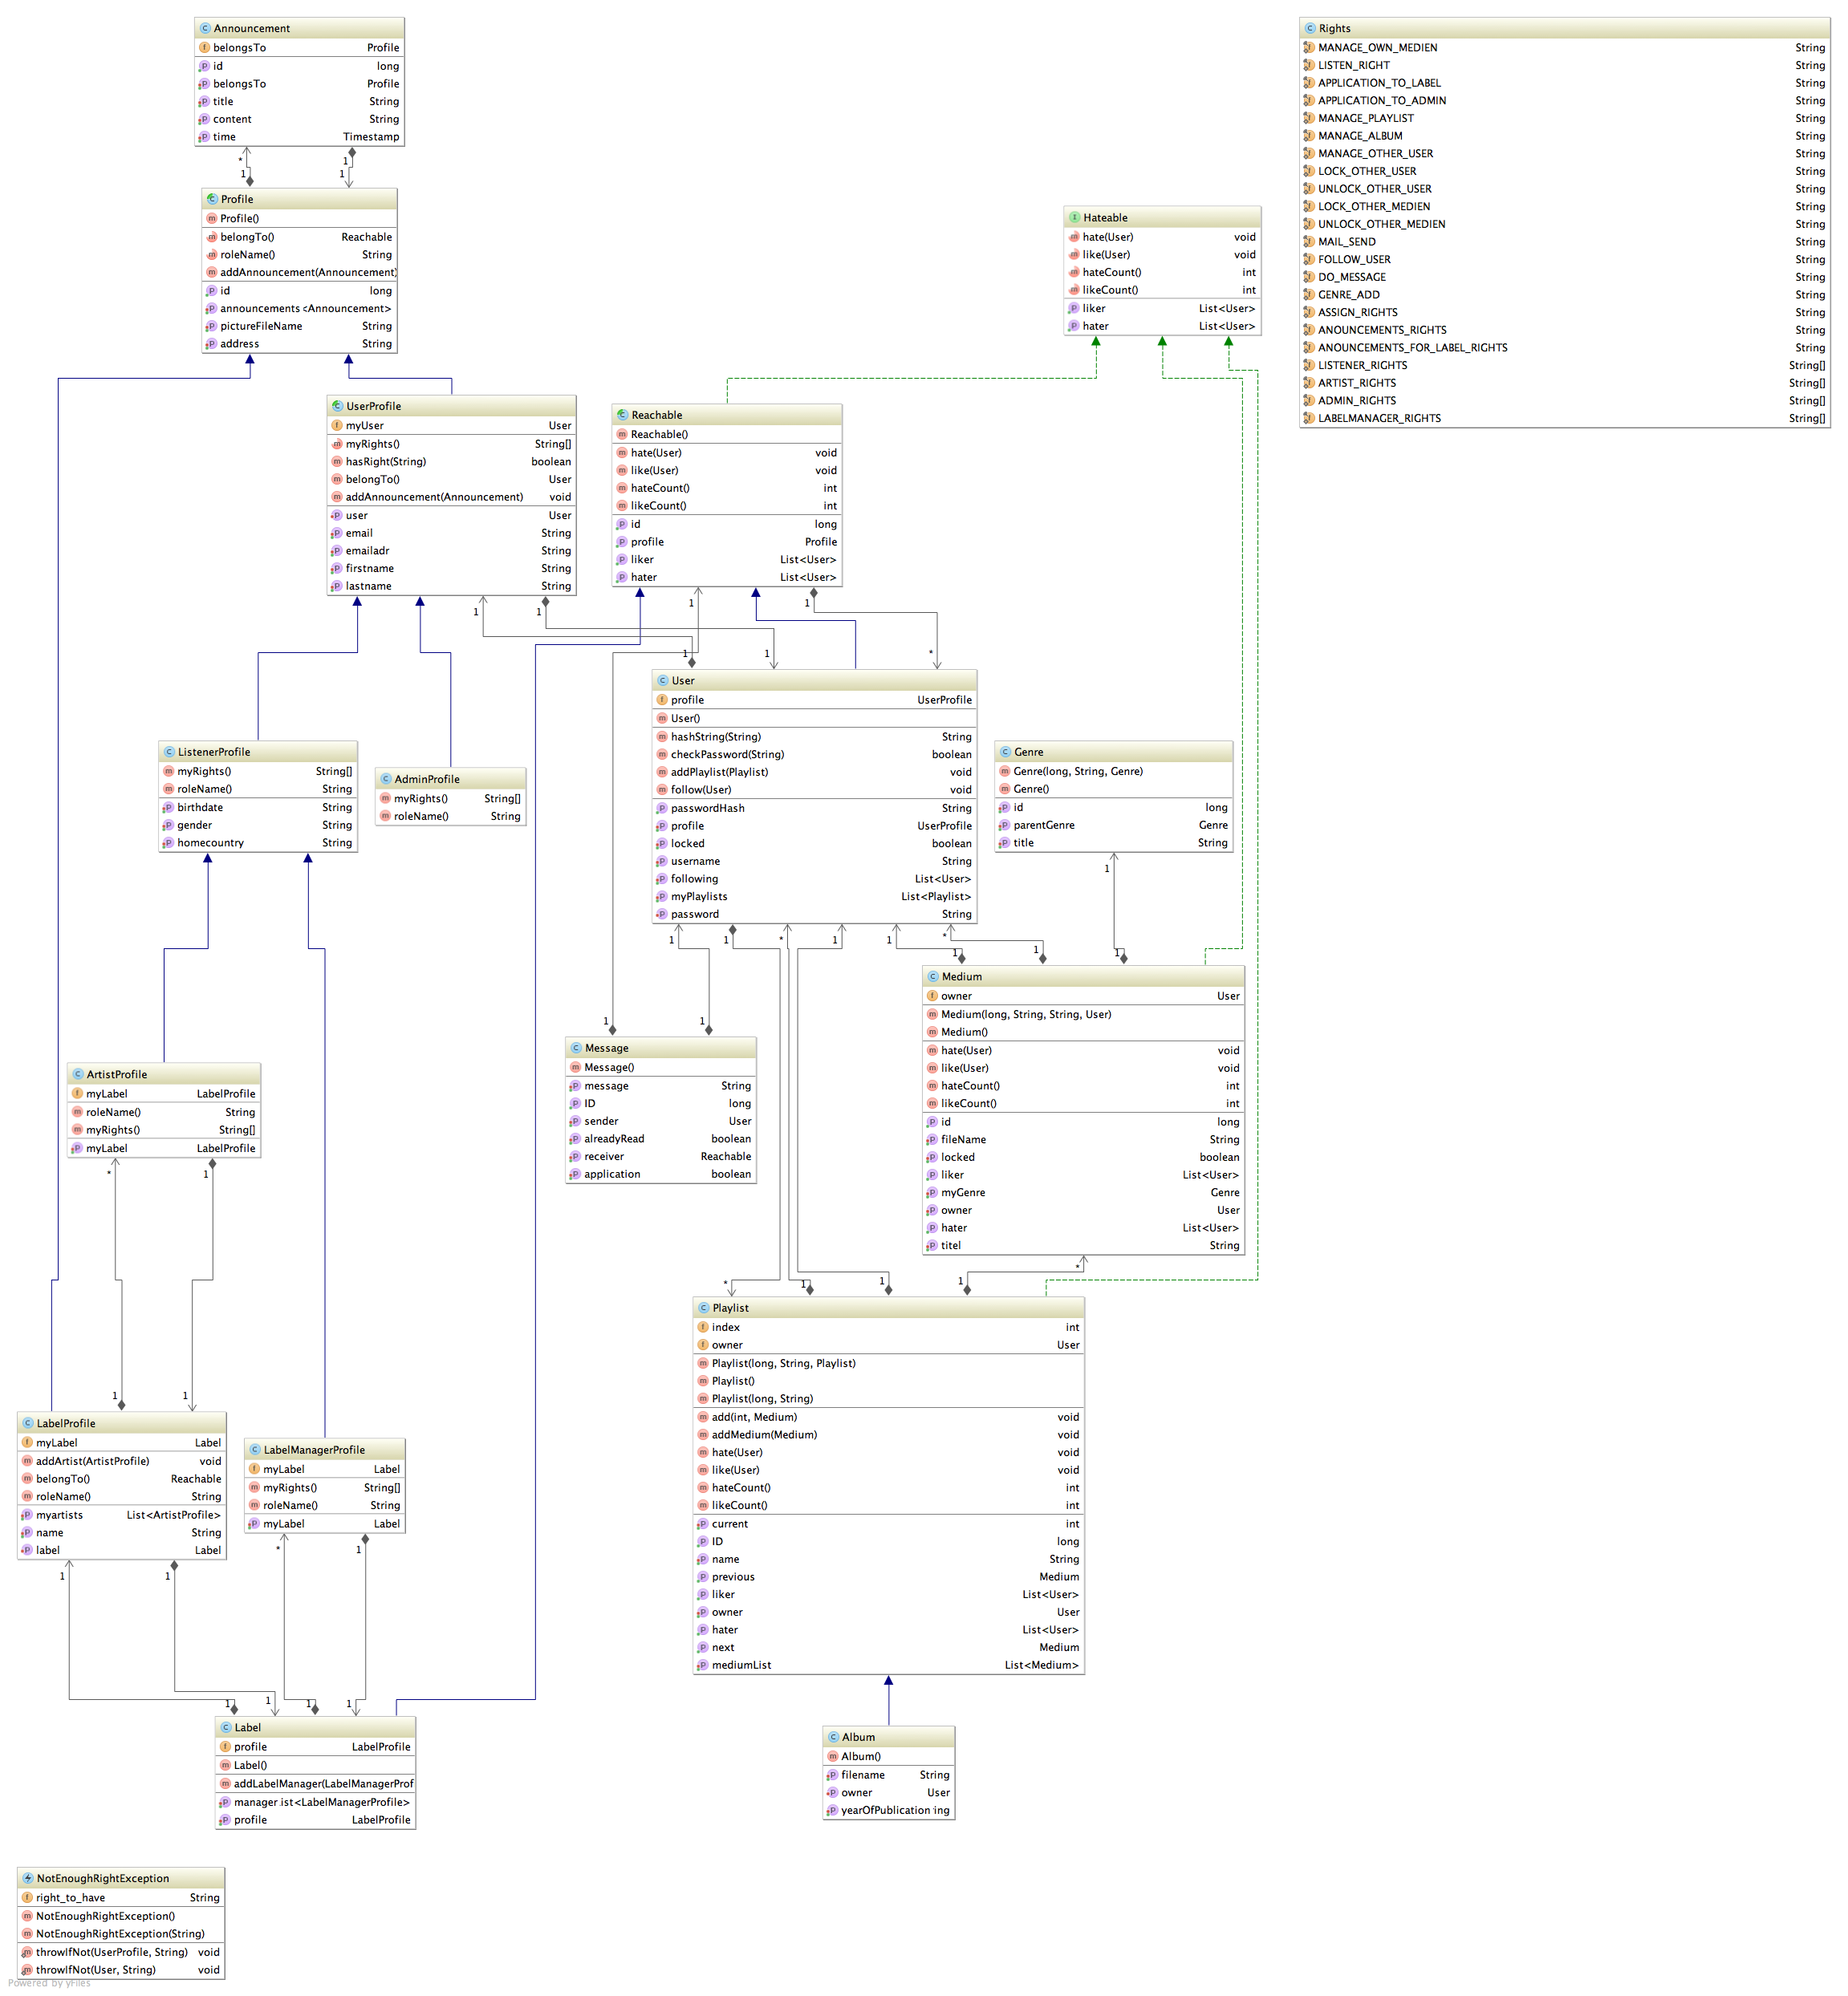 Announcement
belongsTo Profile
id long
belongsTo Profile
title String
content String
time Timestamp
* 1
1 1
Profile
Profile()
belongTo() Reachable
roleName() String
addAnnouncement(Announcement)
id long
announcements <Announcement>
pictureFileName String
address String
Rights
MANAGE_OWN_MEDIEN String
LISTEN_RIGHT String
APPLICATION_TO_LABEL String
APPLICATION_TO_ADMIN String
MANAGE_PLAYLIST String
MANAGE_ALBUM String
MANAGE_OTHER_USER String
LOCK_OTHER_USER String
UNLOCK_OTHER_USER String
LOCK_OTHER_MEDIEN String
UNLOCK_OTHER_MEDIEN String
MAIL_SEND String
FOLLOW_USER String
DO_MESSAGE String
GENRE_ADD String
ASSIGN_RIGHTS String
ANOUNCEMENTS_RIGHTS String
ANOUNCEMENTS_FOR_LABEL_RIGHTS String
LISTENER_RIGHTS String[]
ARTIST_RIGHTS String[]
ADMIN_RIGHTS String[]
LABELMANAGER_RIGHTS String[]
Hateable
hate(User) void
like(User) void
hateCount() int
likeCount() int
liker List<User>
hater List<User>
UserProfile
myUser User
myRights() String[]
hasRight(String) boolean
belongTo() User
addAnnouncement(Announcement) void
user User
email String
emailadr String
firstname String
lastname String
Reachable
Reachable()
hate(User) void
like(User) void
hateCount() int
likeCount() int
id long
profile Profile
liker List<User>
hater List<User>
1 1 1 1
1 1 *
User
profile UserProfile
User()
hashString(String) String
checkPassword(String) boolean
addPlaylist(Playlist) void
follow(User) void
passwordHash String
profile UserProfile
locked boolean
username String
following List<User>
myPlaylists List<Playlist>
password String
ListenerProfile
myRights() String[]
roleName() String
birthdate String
gender String
homecountry String
AdminProfile
myRights() String[]
roleName() String
Genre
Genre(long, String, Genre)
Genre()
id long
parentGenre Genre
title String
1
1 1 * 1 1 *
1 1 1
Medium
owner User
Medium(long, String, String, User)
Medium()
hate(User) void
like(User) void
hateCount() int
likeCount() int
id long
fileName String
locked boolean
liker List<User>
myGenre Genre
owner User
hater List<User>
titel String
1 1
Message
Message()
message String
ID long
sender User
alreadyRead boolean
receiver Reachable
application boolean
ArtistProfile
myLabel LabelProfile
roleName() String
myRights() String[]
myLabel LabelProfile
* 1
1 1
* 1 1 1 *
Playlist
index int
owner User
Playlist(long, String, Playlist)
Playlist()
Playlist(long, String)
add(int, Medium) void
addMedium(Medium) void
hate(User) void
like(User) void
hateCount() int
likeCount() int
current int
ID long
name String
previous Medium
liker List<User>
owner User
hater List<User>
next Medium
mediumList List<Medium>
LabelProfile
myLabel Label
addArtist(ArtistProfile) void
belongTo() Reachable
roleName() String
myartists List<ArtistProfile>
name String
label Label
LabelManagerProfile
myLabel Label
myRights() String[]
roleName() String
myLabel Label
1 1 * 1
1 1 1 1
Label
profile LabelProfile
Label()
addLabelManager(LabelManagerProf
manager ist<LabelManagerProfile>
profile LabelProfile
Album
Album()
filename String
owner User
yearOfPublication ing
NotEnoughRightException
right_to_have String
NotEnoughRightException()
NotEnoughRightException(String)
throwIfNot(UserProfile, String) void
throwIfNot(User, String) void
Powered by yFiles